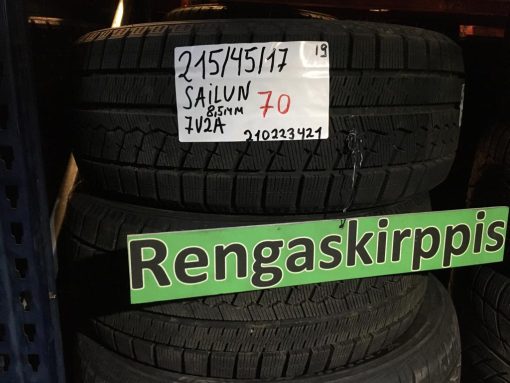 215/45/17 19
SAILUN 70
8,5MM
7V2A 210223421
Rengaskirppis